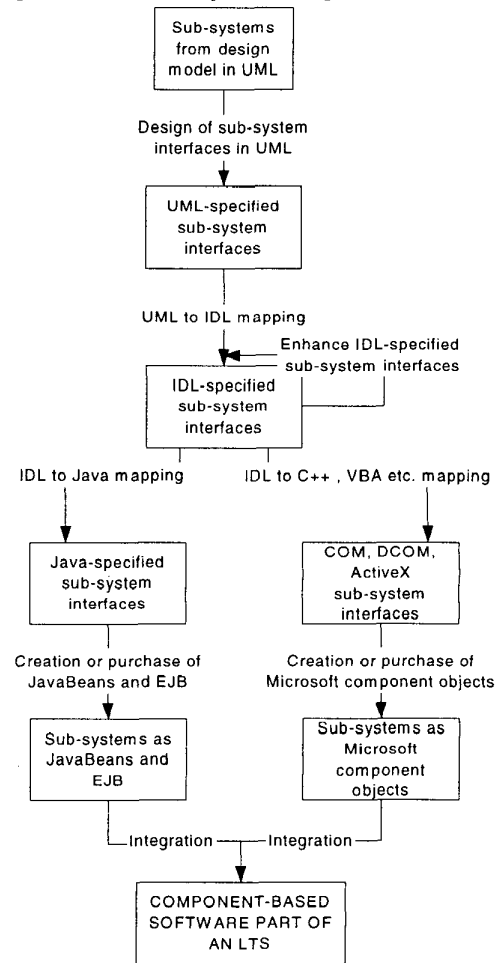 Sub-systems
from design
model in UML
Design of sub-system
interfaces in UML
UML-specified
sub-system
interfaces
UML to IDL mapping
Enhance IDL-specified
sub-system interfaces
IDL-specified
sub-system
interfaces
IDL to Java mapping
IDL to C++ , VBA etc. mapping
Java-specified
sub-system
interfaces
COM, DCOM,
ActiveX
sub-system
interfaces
Creation or purchase of
JavaBeans and EJB
Creation or purchase of
Microsoft component objects
Sub-systems as
JavaBeans and
EJB
Sub-systems as
Microsoft
component
objects
Integration
Integration
COMPONENT-BASED
SOFTWARE PART OF
AN LTS